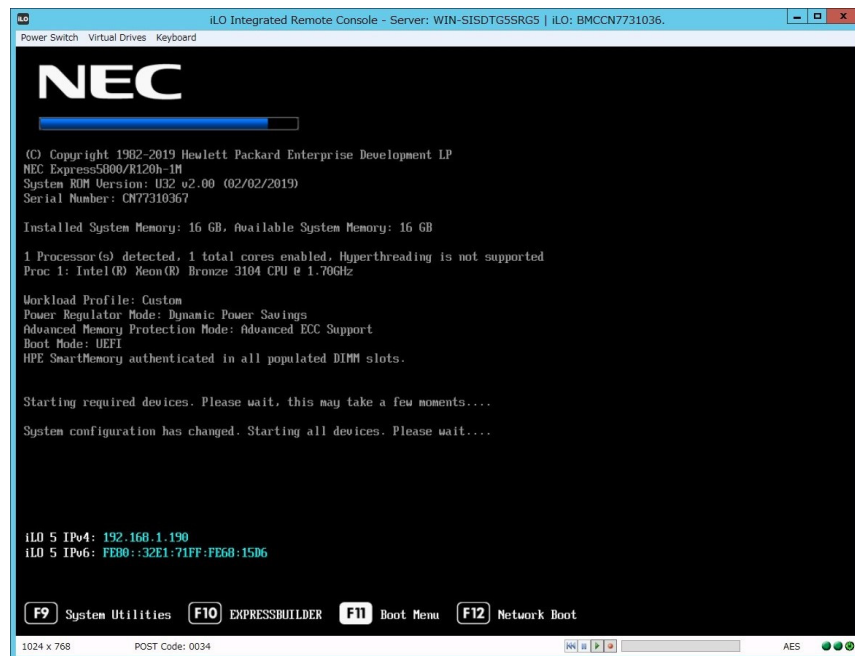 iLO
iLO Integrated Remote Console - Server: WIN-SISDTG5SRG5 | iLO: BMCCN7731036.
Power Switch Virtual Drives Keyboard
NEC
(C) Copyright 1982-2019 Hewlett Packard Enterprise Development LP
NEC Express5800/R120h-1M
System ROM Version: U32 v2.00 (02/02/2019)
Serial Number: CN77310367
Installed System Memory: 16 GB, Available System Memory: 16 GB
1 Processor(s) detected, 1 total cores enabled, Hyperthreading is not supported
Proc 1: Intel(R) Xeon(R) Bronze 3104 CPU @ 1.70GHz
Workload Profile: Custom
Power Regulator Mode: Dynamic Power Savings
Advanced Memory Protection Mode: Advanced ECC Support
Boot Mode: UEFI
HPE SmartMemory authenticated in all populated DIMM slots.
Starting required devices. Please wait, this may take a few moments....
System configuration has changed. Starting all devices. Please wait....
iLO 5 IPv4: 192.168.1.190
iLO 5 IPv6: FE80::32E1:71FF:FE68:15D6
F9 System Utilities F10 EXPRESSBUILDER F11 Boot Menu F12 Network Boot
1024 x 768 POST Code: 0034 AES